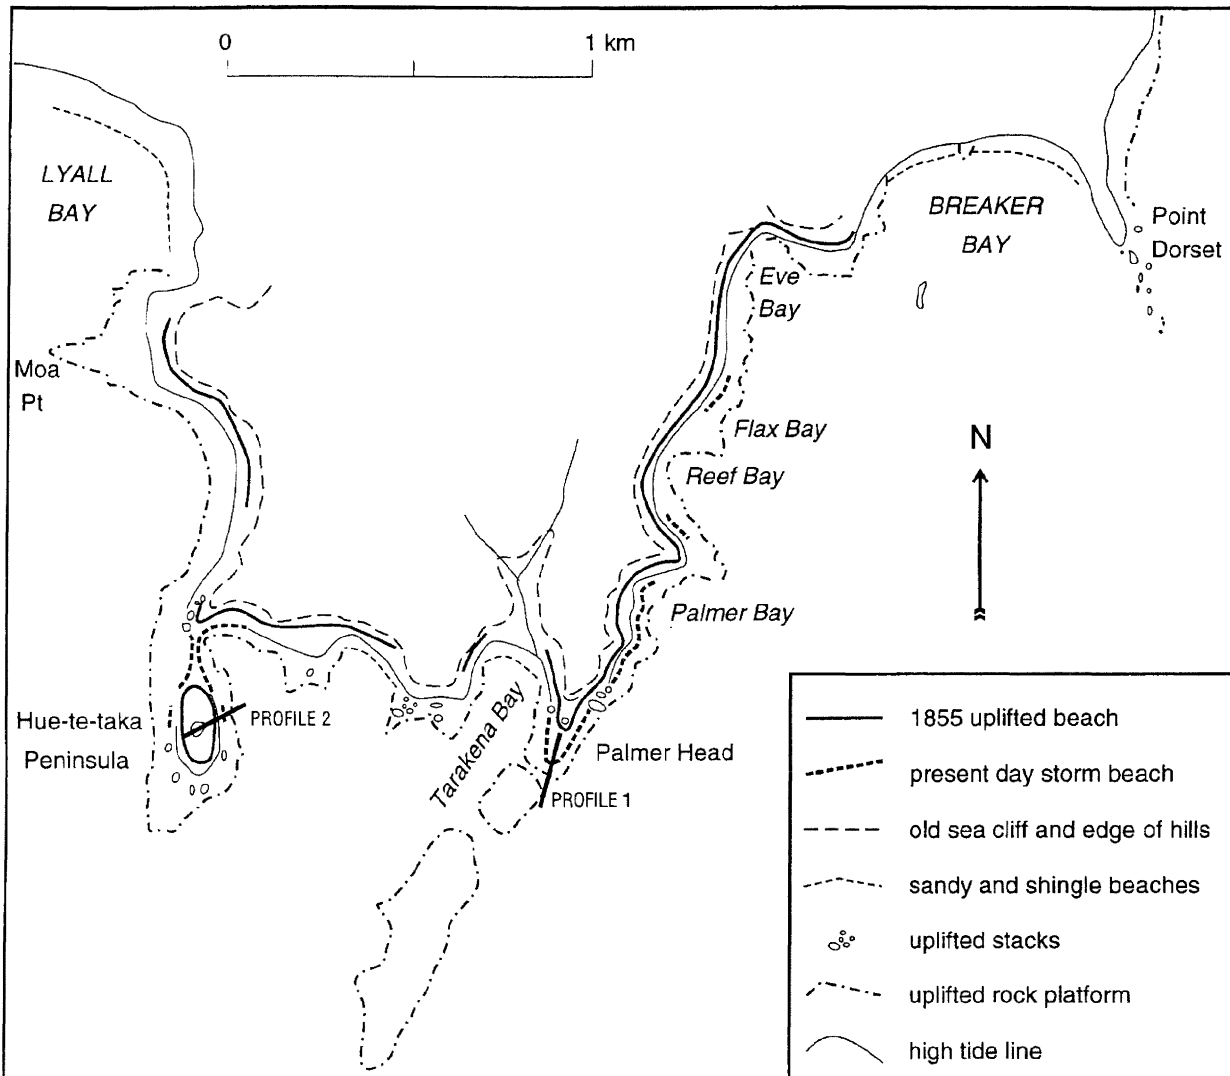 0
1 km
LYALL
BAY
BREAKER
BAY
Point
Dorset
Eve
Bay
Moa
Pt
Flax Bay
N
Reef Bay
Palmer Bay
Hue-te-taka
Peninsula
PROFILE 2
Tarakena Bay
Palmer Head
PROFILE 1
1855 uplifted beach
present day storm beach
old sea cliff and edge of hills
sandy and shingle beaches
uplifted stacks
uplifted rock platform
high tide line